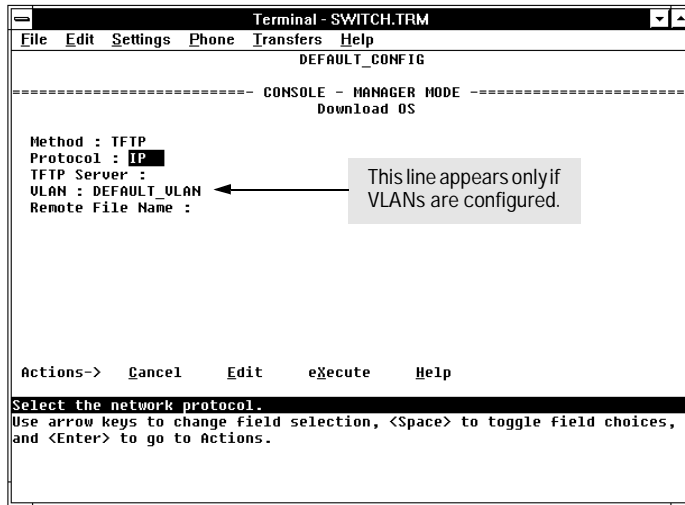 Terminal - SWITCH.TRM
File Edit Settings Phone Transfers Help
DEFAULT_CONFIG
==========================- CONSOLE - MANAGER MODE -=======================
Download OS
Method : TFTP
Protocol : IP
TFTP Server :
VLAN : DEFAULT_VLAN
Remote File Name :
This line appears only if
VLANs are configured.
Actions-> Cancel Edit eXecute Help
Select the network protocol.
Use arrow keys to change field selection, <Space> to toggle field choices,
and <Enter> to go to Actions.